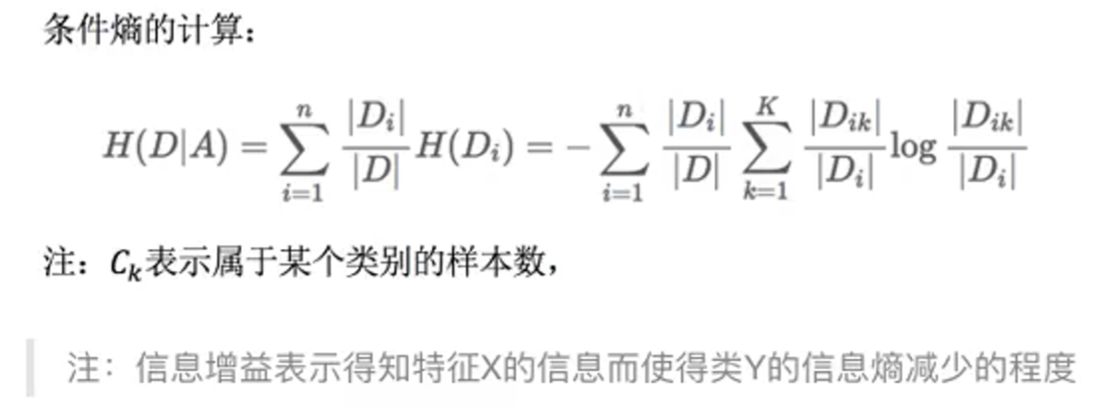 条件熵的计算：
H(D|A) = \sum_{i=1}^{n} \frac{|D_i|}{|D|} H(D_i) = -\sum_{i=1}^{n} \frac{|D_i|}{|D|} \sum_{k=1}^{K} \frac{|D_{ik}|}{|D_i|} \log \frac{|D_{ik}|}{|D_i|}
注：C_k表示属于某个类别的样本数，
注：信息增益表示得知特征X的信息而使得类Y的信息熵减少的程度